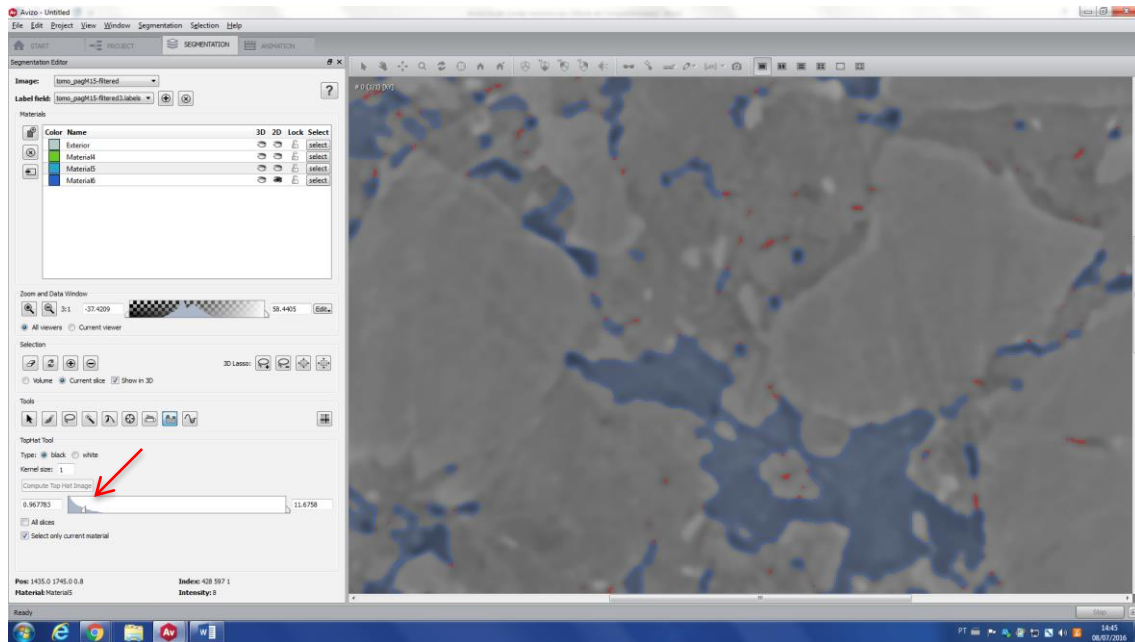 Avizo - Untitled
File Edit Project View Window Segmentation Selection Help
START PROJECT SEGMENTATION ANIMATION
Segmentation Editor
Image: tomo_pagM15-filtered
Label field: tomo_pagM15-filtered3.labels
?
Materials
Color Name 3D 2D Lock Select
Exterior select
Material4 select
Material5 select
Material6 select
Zoom and Data Window
3:1 -37.4209 58.4405 Edit
All viewers Current viewer
Selection
3D Lasso:
Volume Current slice Show in 3D
Tools
TopHat Tool
Type: black white
Kernel size: 1
Compute Top Hat Image
0.967783 11.6758
All slices
Select only current material
Pos: 1435.0 1745.0 0.8 Index: 428 597 1
Material: Material5 Intensity: 8
Ready
Stop
Av W
PT 14:45
08/07/2016